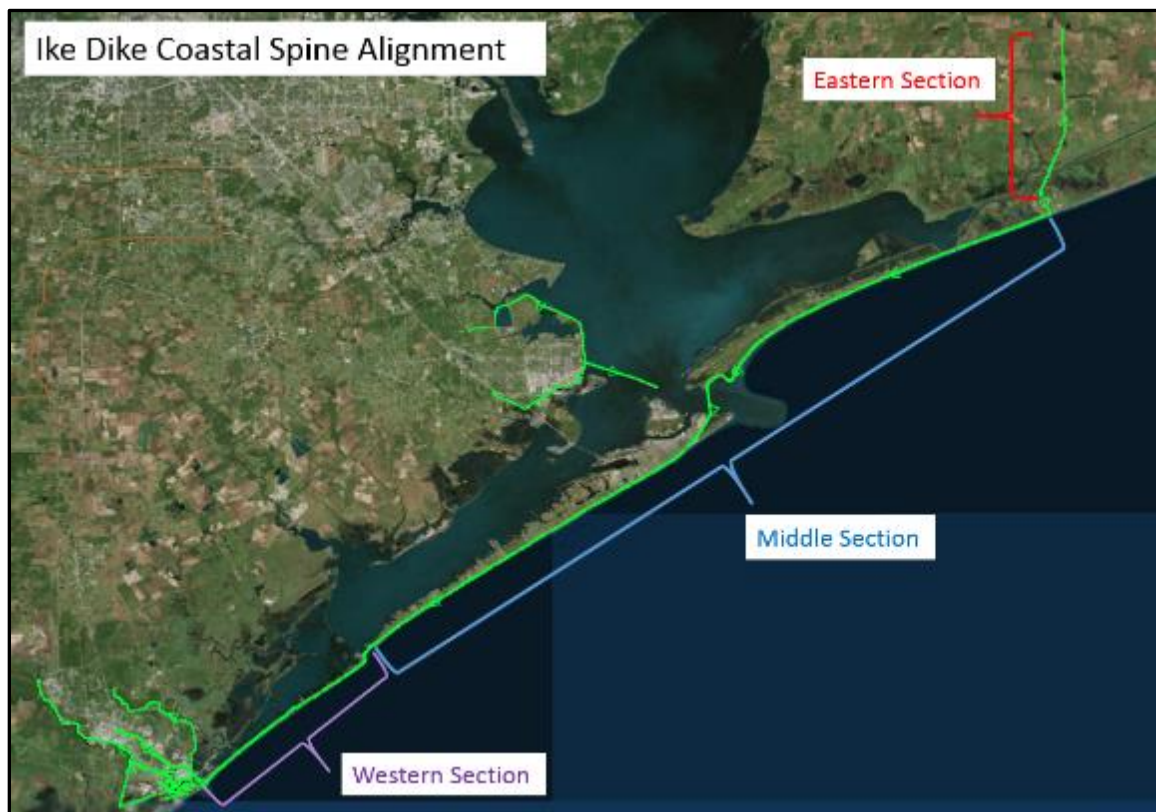 Ike Dike Coastal Spine Alignment
Eastern Section
Middle Section
Western Section